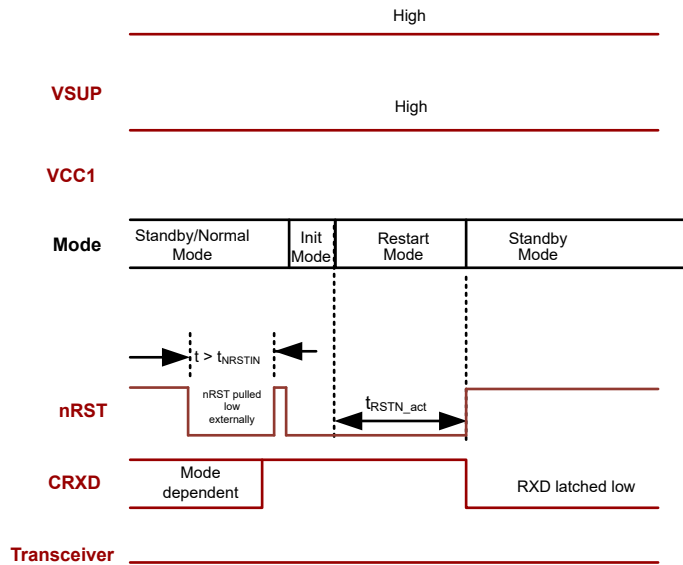 High
VSUP
High
VCC1
Mode
Standby/Normal
Mode
Init
Mode
Restart
Mode
Standby
Mode
t > tNRSTIN
nRST
nRST pulled
low
externally
tRSTN_act
CRXD
Mode
dependent
RXD latched low
Transceiver